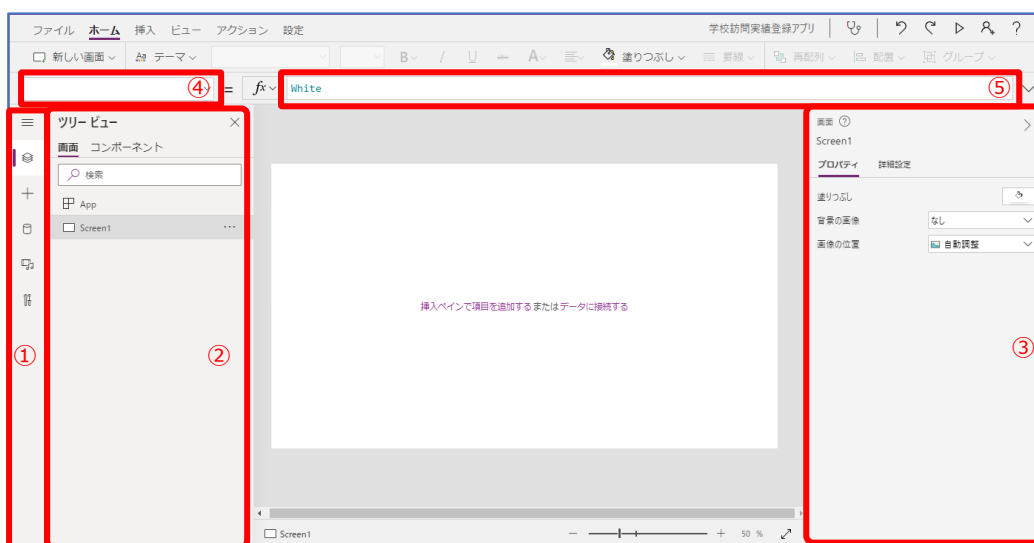 ファイル ホーム 挿入 ビュー アクション 設定 学校訪問実績登録アプリ ?
新しい画面 Aa テーマ B / U A 塗りつぶし 罫線 再配列 配置 グループ
④ = fx White ⑤
ツリー ビュー ×
画面 コンポーネント
検索
App
Screen1 ...
画面 ?
Screen1
プロパティ 詳細設定
塗りつぶし
背景の画像 なし
画像の位置 自動調整
挿入ペインで項目を追加する または データに接続する
①
②
③
Screen1 − + 50 %